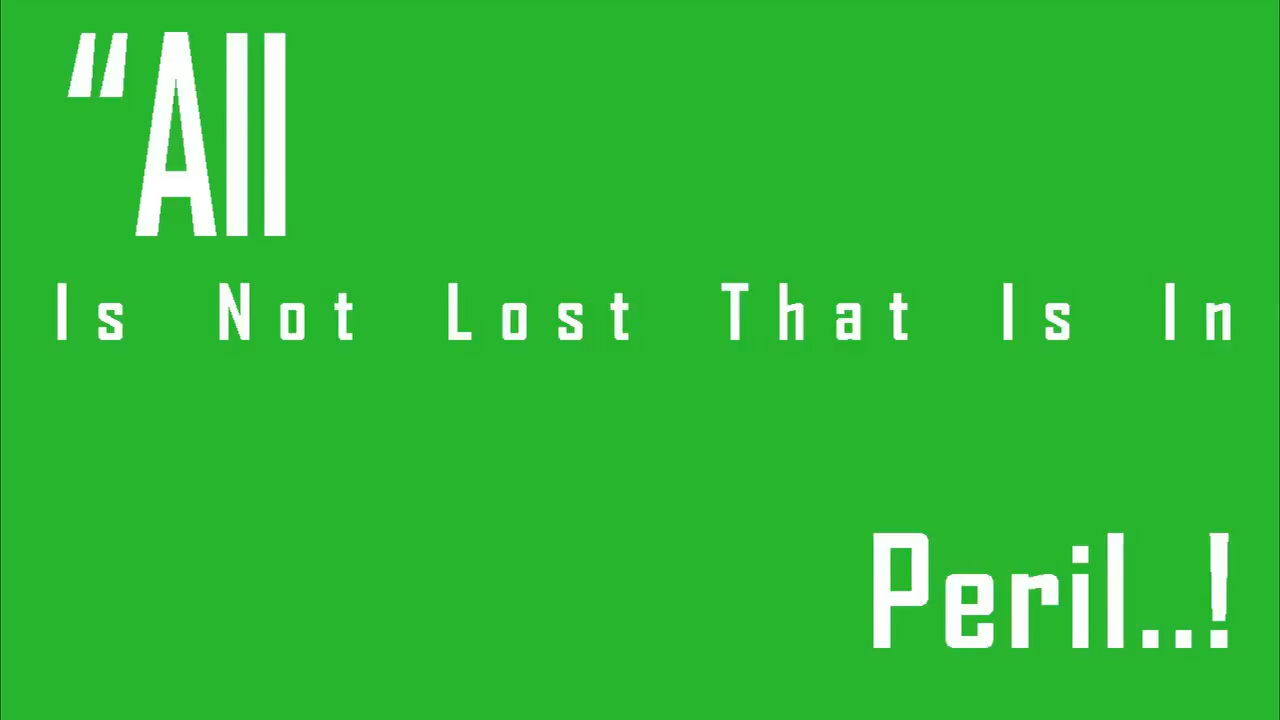 “All
Is Not Lost That Is In
Peril..!